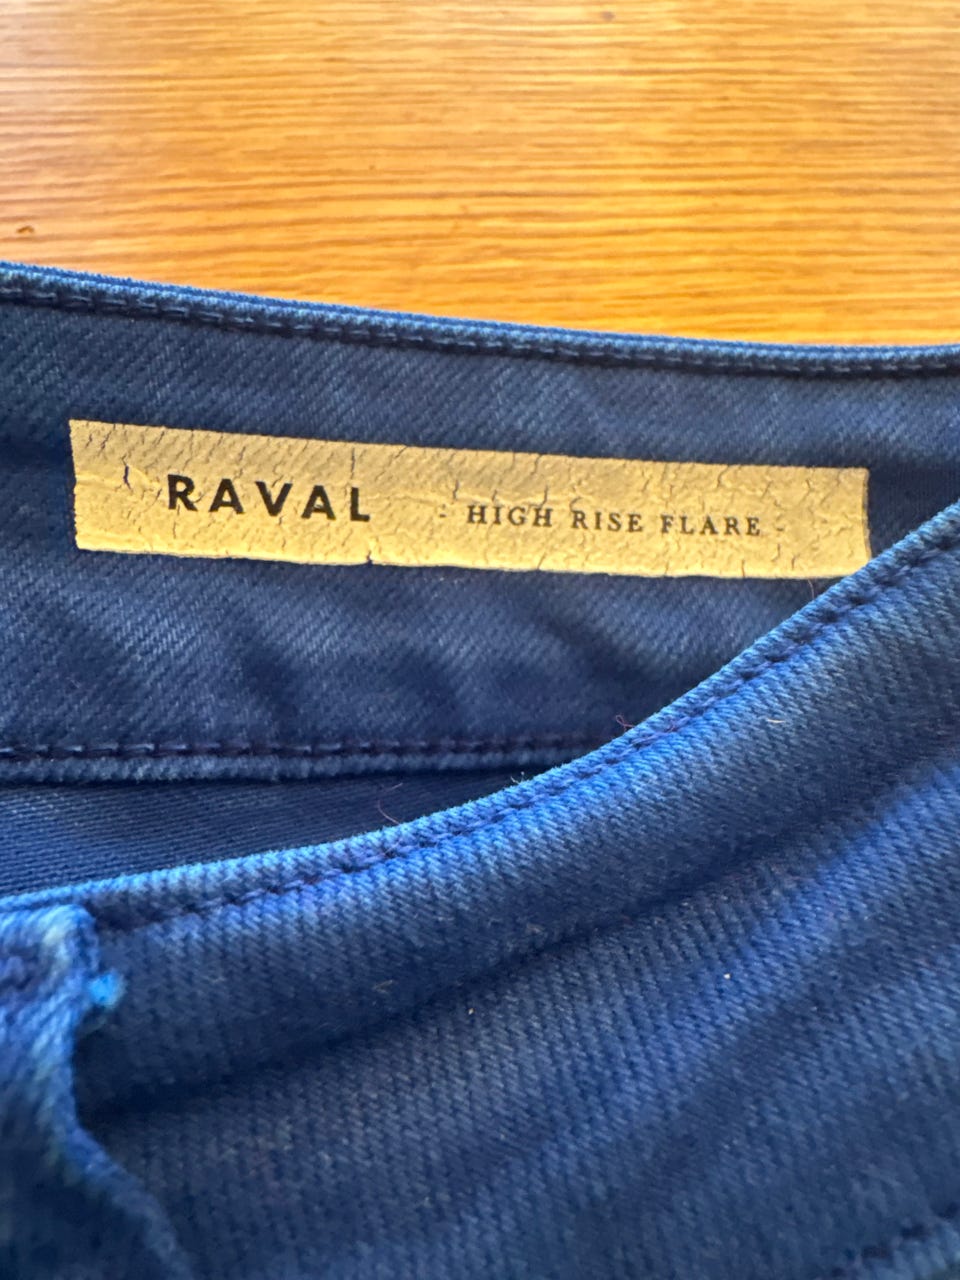 RAVAL - HIGH RISE FLARE -